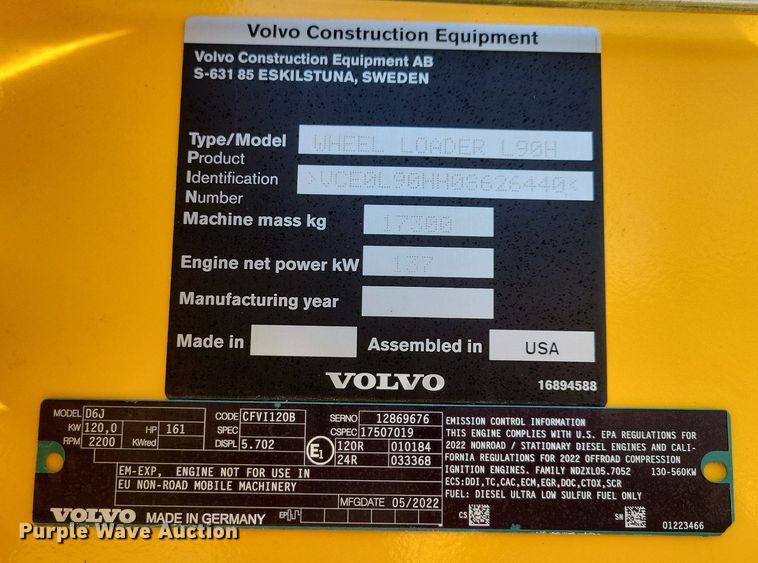 Volvo Construction Equipment
Volvo Construction Equipment AB
S-631 85 ESKILSTUNA, SWEDEN
Type/Model WHEEL LOADER L90H
Product
Identification >VCE0L90HH0S626440<
Number
Machine mass kg 17300
Engine net power kW 137
Manufacturing year
Made in Assembled in USA
VOLVO 16894588
MODEL D6J CODE CFVI120B SERNO 12869676
KW 120,0 HP 161 SPEC CSPEC 17507019
RPM 2200 KWred DISPL 5.702 E1 120R 010184
24R 033368
EM-EXP, ENGINE NOT FOR USE IN
EU NON-ROAD MOBILE MACHINERY
MFGDATE 05/2022
VOLVO MADE IN GERMANY EP
EMISSION CONTROL INFORMATION
THIS ENGINE COMPLIES WITH U.S. EPA REGULATIONS FOR
2022 NONROAD / STATIONARY DIESEL ENGINES AND CALI-
FORNIA REGULATIONS FOR 2022 OFFROAD COMPRESSION
IGNITION ENGINES. FAMILY NDZXL05.7052 130-560KW
ECS:DDI,TC,CAC,ECM,EGR,DOC,CTOX,SCR
FUEL: DIESEL ULTRA LOW SULFUR FUEL ONLY
CS SN 01223466
Purple Wave Auction